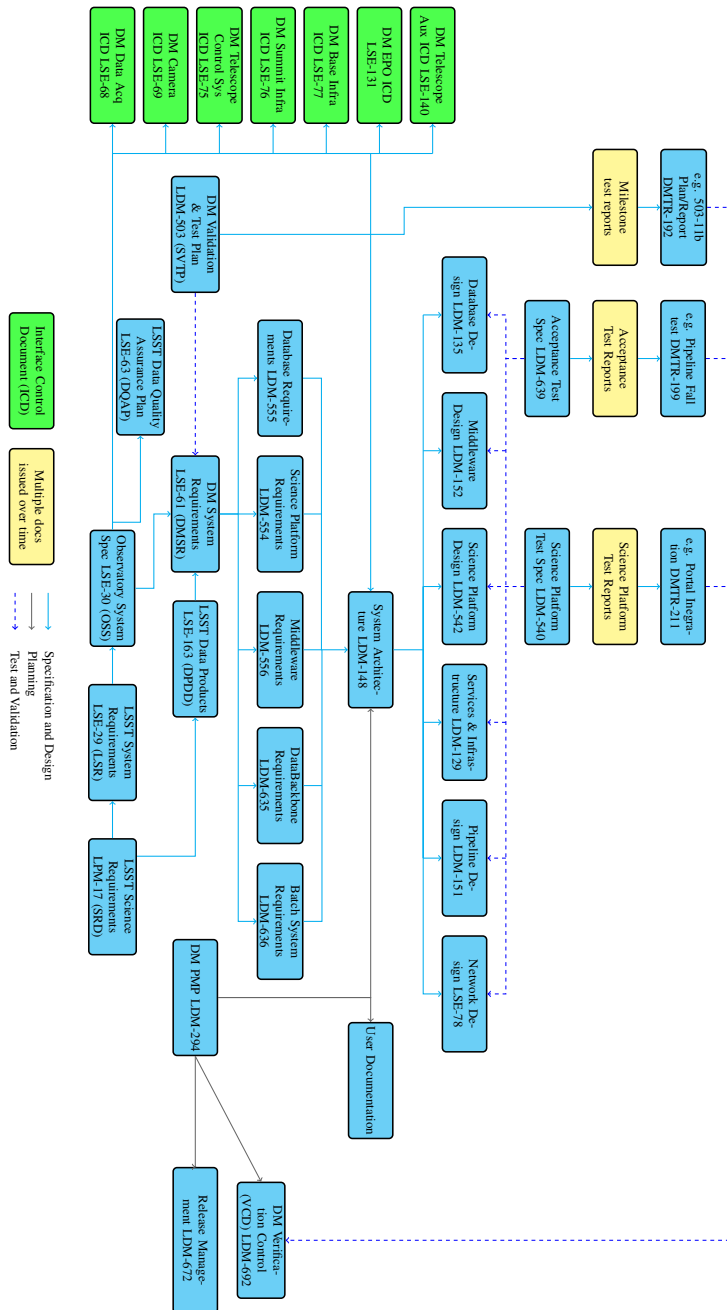 e.g. 503-11b
Plan/Report
DMTR-192
e.g. Pipeline Fall
test DMTR-199
e.g. Portal Inegra-
tion DMTR-211
Milestone
test reports
Acceptance
Test Reports
Science Platform
Test Reports
Acceptance Test
Spec LDM-639
Science Platform
Test Spec LDM-540
Database De-
sign LDM-135
Middleware
Design LDM-152
Science Platform
Design LDM-542
Services & Infras-
tructure LDM-129
Pipeline De-
sign LDM-151
Network De-
sign LSE-78
DM Telescope
Aux ICD LSE-140
DM EPO ICD
LSE-131
System Architec-
ture LDM-148
User Documentation
DM Base Infra
ICD LSE-77
DM Summit Infra
ICD LSE-76
Database Require-
ments LDM-555
Science Platform
Requirements
LDM-554
Middleware
Requirements
LDM-556
DataBackbone
Requirements
LDM-635
Batch System
Requirements
LDM-636
DM Verifica-
tion Control
(VCD) LDM-692
DM Telescope
Control Sys
ICD LSE-75
DM Validation
& Test Plan
LDM-503 (SVTP)
DM System
Requirements
LSE-61 (DMSR)
LSST Data Products
LSE-163 (DPDD)
DM PMP LDM-294
Release Manage-
ment LDM-672
DM Camera
ICD LSE-69
LSST Data Quality
Assurance Plan
LSE-63 (DQAP)
DM Data Acq
ICD LSE-68
Observatory System
Spec LSE-30 (OSS)
LSST System
Requirements
LSE-29 (LSR)
LSST Science
Requirements
LPM-17 (SRD)
Interface Control
Document (ICD)
Multiple docs
issued over time
Specification and Design
Planning
Test and Validation